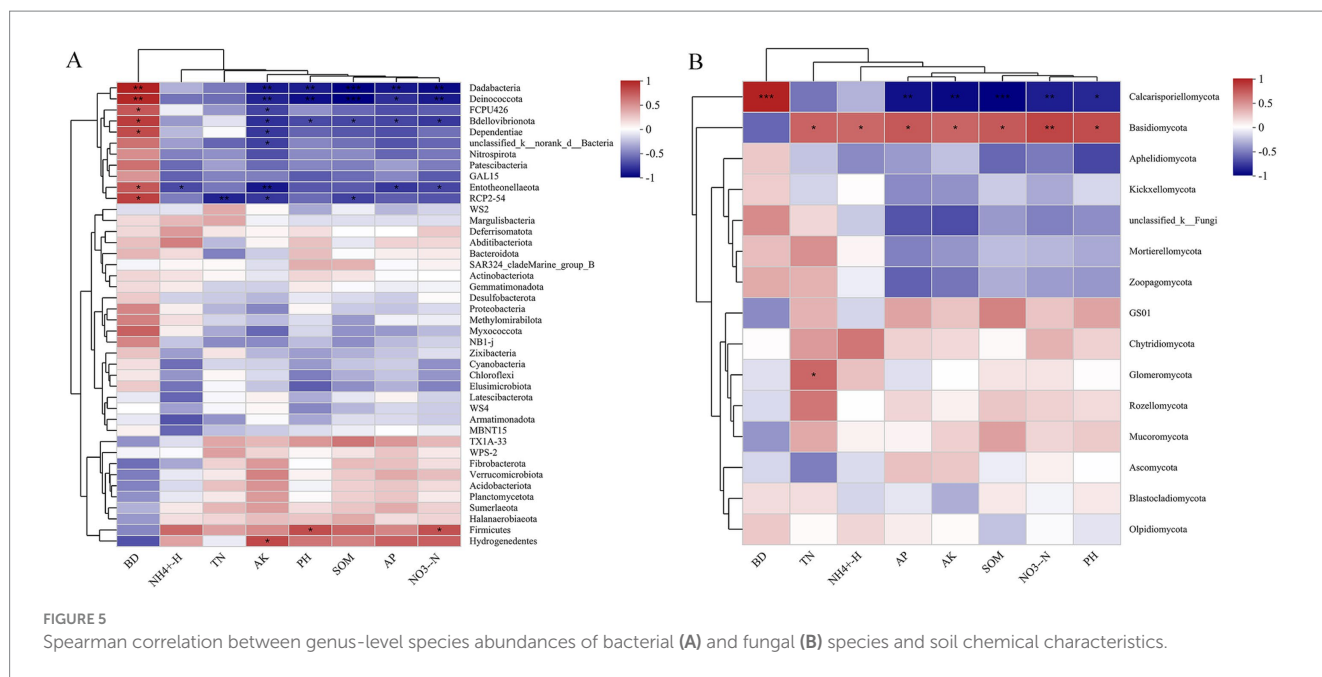 A
1
0.5
0
-0.5
-1
** ** ** ** *** ** ** Dadabacteria
** ** ** *** * ** Deinococcota
* * FCPU426
* * * * * * Bdellovibrionota
* * Dependentiae
* unclassified_k__norank_d__Bacteria
Nitrospirota
Patescibacteria
GAL15
* * ** * * Entotheonellaeota
* ** * * RCP2-54
WS2
Margulisbacteria
Deferrisomatota
Abditibacteriota
Bacteroidota
SAR324_cladeMarine_group_B
Actinobacteriota
Gemmatimonadota
Desulfobacterota
Proteobacteria
Methylomirabilota
Myxococcota
NB1-j
Zixibacteria
Cyanobacteria
Chloroflexi
Elusimicrobiota
Latescibacterota
WS4
Armatimonadota
MBNT15
TX1A-33
WPS-2
Fibrobacterota
Verrucomicrobiota
Acidobacteriota
Planctomycetota
Sumerlaeota
Halanaerobiaeota
* * Firmicutes
* Hydrogenedentes
BD NH4+-H TN AK PH SOM AP NO3--N
B
1
0.5
0
-0.5
-1
*** ** ** *** ** * Calcarisporiellomycota
* * * * * ** * Basidiomycota
Aphelidiomycota
Kickxellomycota
unclassified_k__Fungi
Mortierellomycota
Zoopagomycota
GS01
Chytridiomycota
* Glomeromycota
Rozellomycota
Mucoromycota
Ascomycota
Blastocladiomycota
Olpidiomycota
BD TN NH4+-H AP AK SOM NO3--N PH
FIGURE 5
Spearman correlation between genus-level species abundances of bacterial (A) and fungal (B) species and soil chemical characteristics.